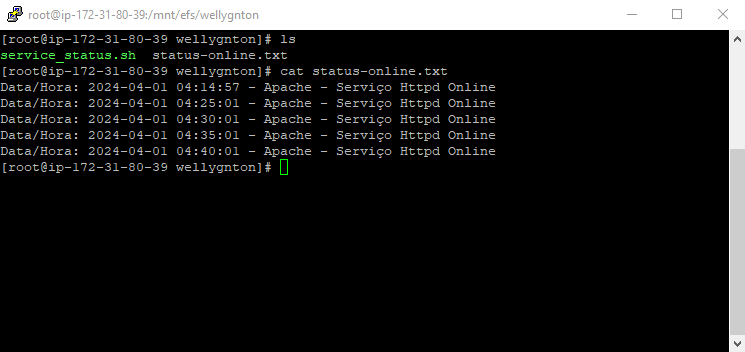 root@ip-172-31-80-39:/mnt/efs/wellygnton
[root@ip-172-31-80-39 wellygnton]# ls
service_status.sh  status-online.txt
[root@ip-172-31-80-39 wellygnton]# cat status-online.txt
Data/Hora: 2024-04-01 04:14:57 - Apache - Serviço Httpd Online
Data/Hora: 2024-04-01 04:25:01 - Apache - Serviço Httpd Online
Data/Hora: 2024-04-01 04:30:01 - Apache - Serviço Httpd Online
Data/Hora: 2024-04-01 04:35:01 - Apache - Serviço Httpd Online
Data/Hora: 2024-04-01 04:40:01 - Apache - Serviço Httpd Online
[root@ip-172-31-80-39 wellygnton]#